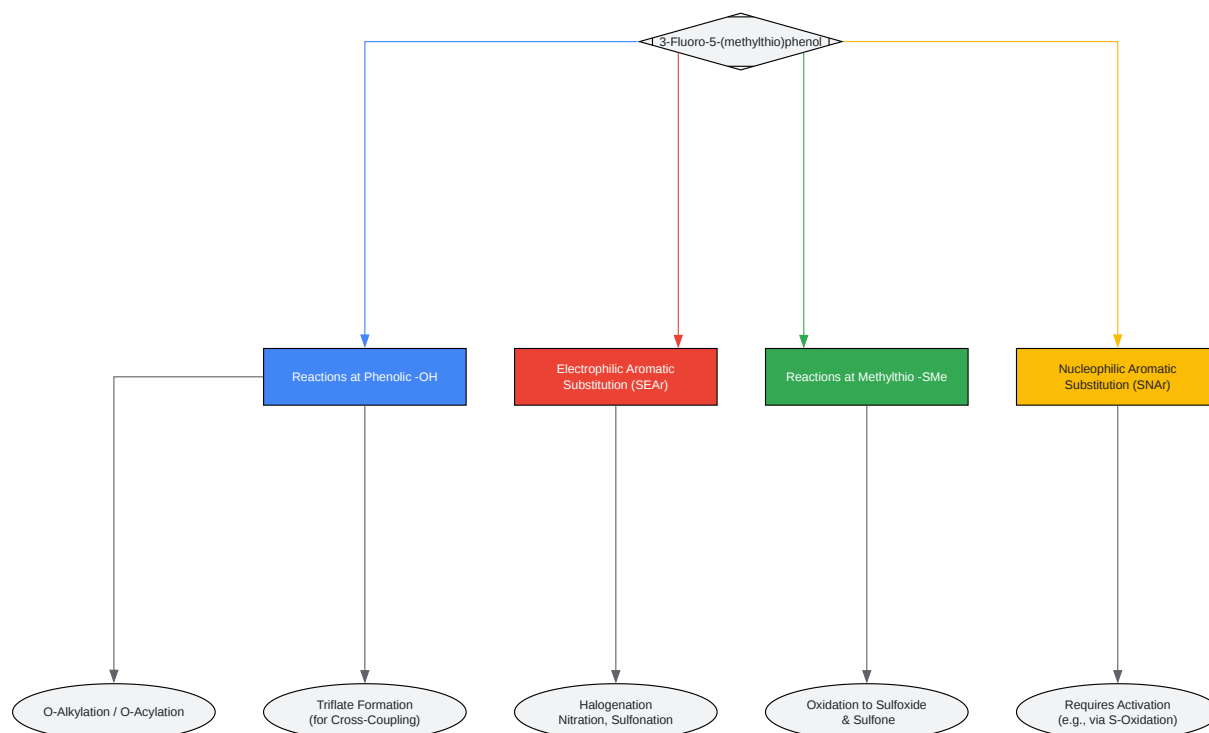 3-Fluoro-5-(methylthio)phenol
Reactions at Phenolic -OH
Electrophilic Aromatic
Substitution (SEAr)
Reactions at Methylthio -SMe
Nucleophilic Aromatic
Substitution (SNAr)
O-Alkylation / O-Acylation
Triflate Formation
(for Cross-Coupling)
Halogenation
Nitration, Sulfonation
Oxidation to Sulfoxide
& Sulfone
Requires Activation
(e.g., via S-Oxidation)